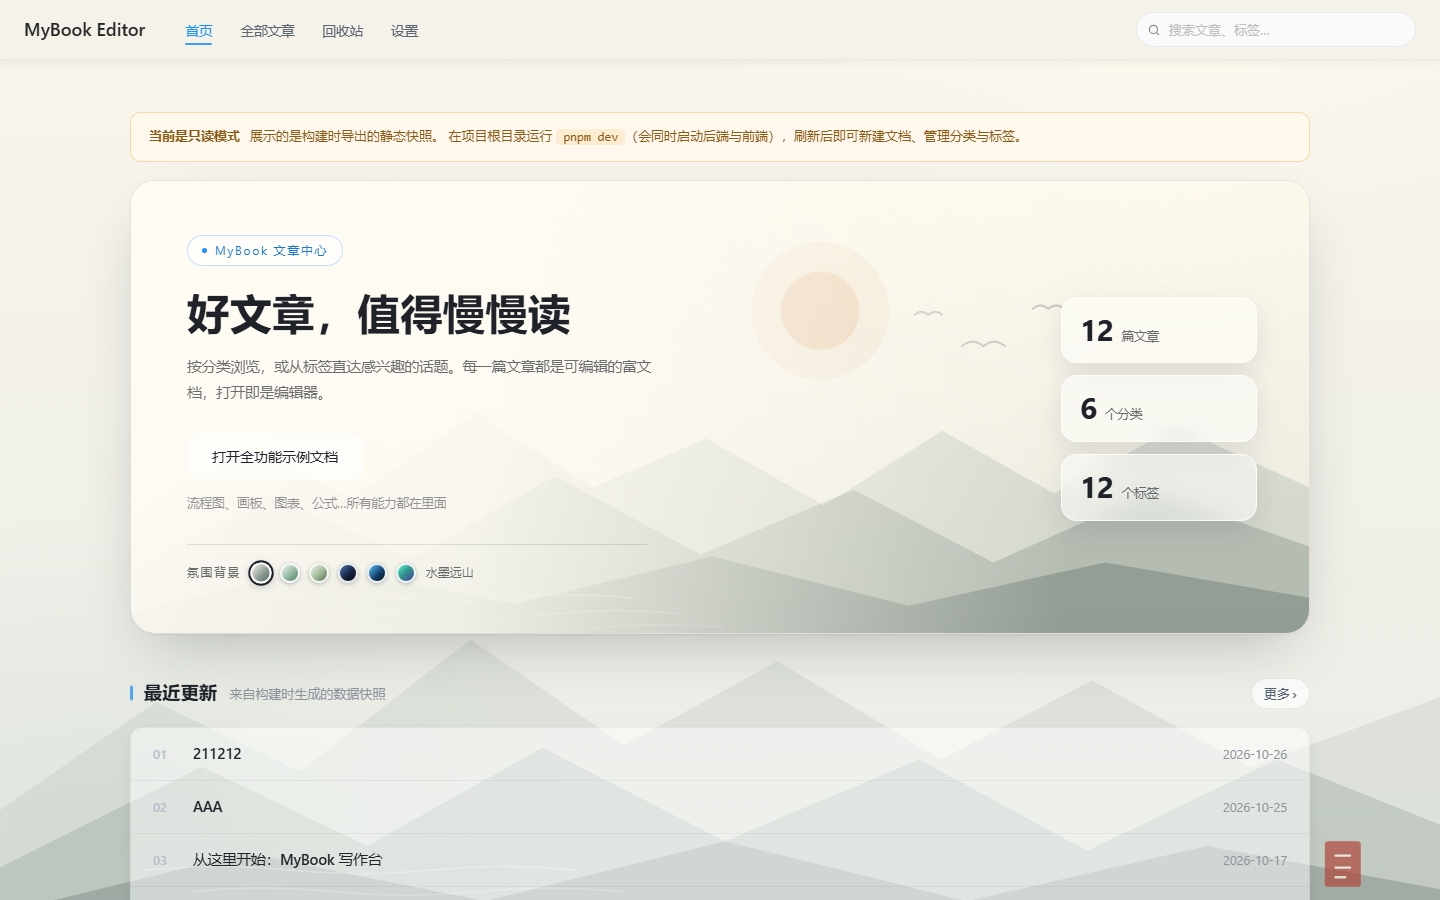 MyBook Editor 首页 全部文章 回收站 设置 搜索文章、标签...
当前是只读模式 展示的是构建时导出的静态快照。 在项目根目录运行 pnpm dev （会同时启动后端与前端），刷新后即可新建文档、管理分类与标签。
MyBook 文章中心
好文章，值得慢慢读
按分类浏览，或从标签直达感兴趣的话题。每一篇文章都是可编辑的富文
档，打开即是编辑器。
打开全功能示例文档
流程图、画板、图表、公式...所有能力都在里面
氛围背景 水墨远山
12 篇文章
6 个分类
12 个标签
最近更新 来自构建时生成的数据快照 更多 ›
01 211212 2026-10-26
02 AAA 2026-10-25
03 从这里开始：MyBook 写作台 2026-10-17